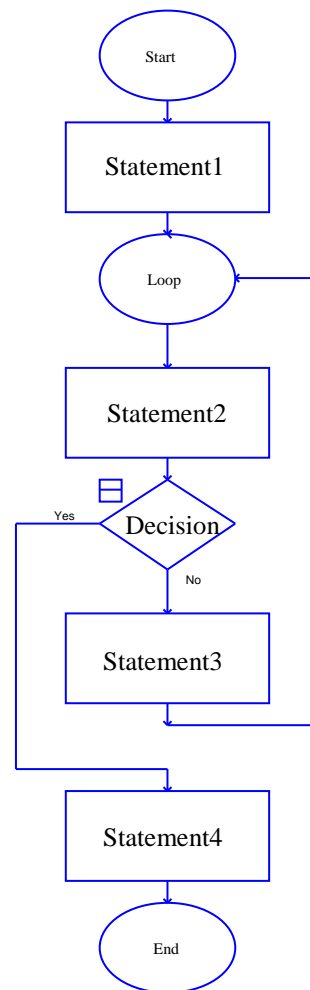 Start
Statement1
Loop
Statement2
Yes
Decision
No
Statement3
Statement4
End